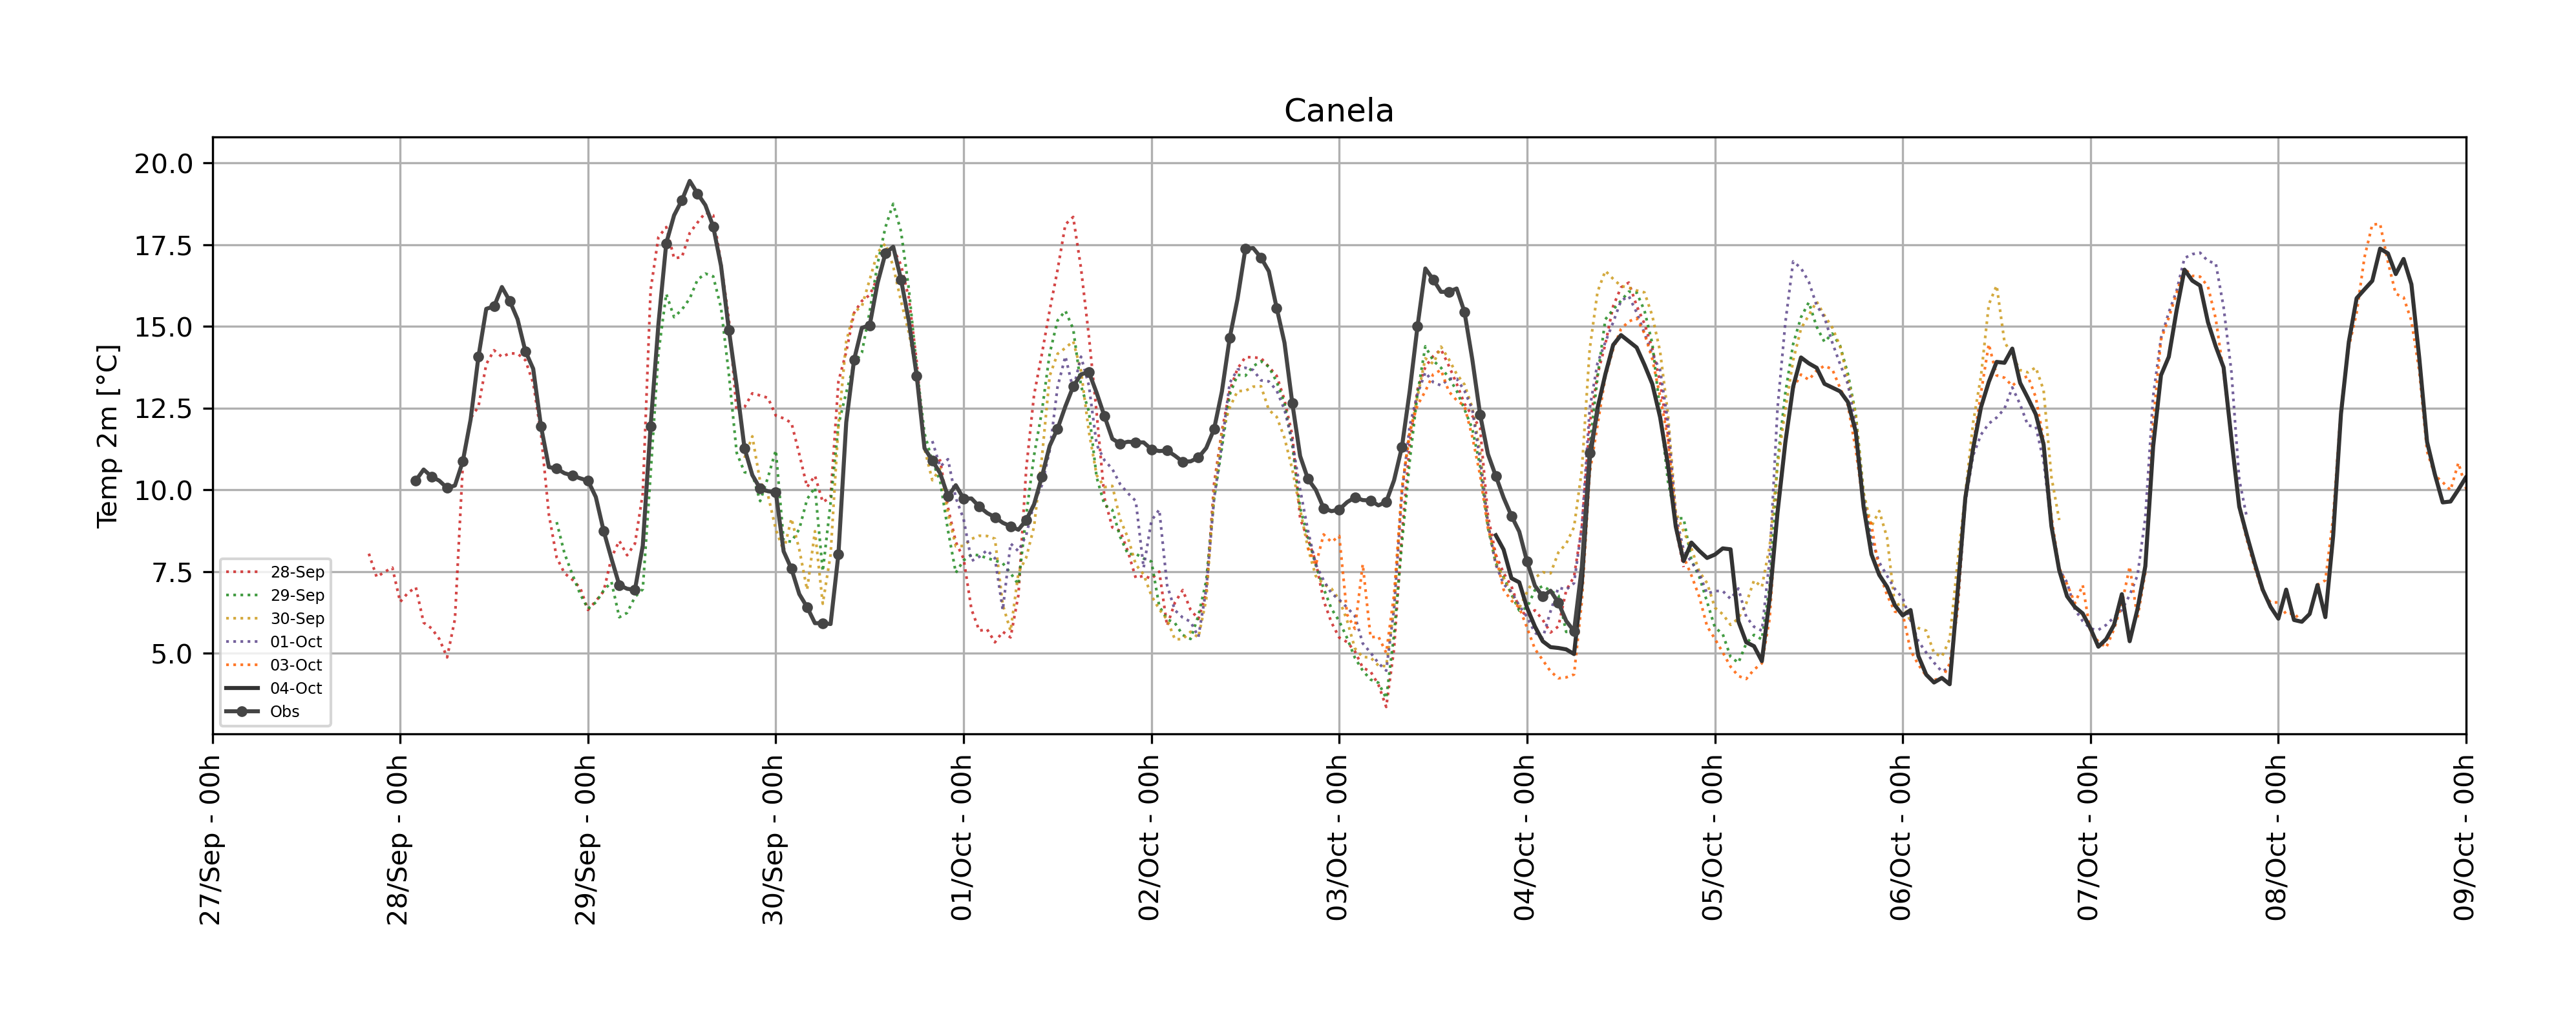 Canela
Temp 2m [°C]
20.0
17.5
15.0
12.5
10.0
7.5
5.0
28-Sep
29-Sep
30-Sep
01-Oct
03-Oct
04-Oct
Obs
27/Sep - 00h
28/Sep - 00h
29/Sep - 00h
30/Sep - 00h
01/Oct - 00h
02/Oct - 00h
03/Oct - 00h
04/Oct - 00h
05/Oct - 00h
06/Oct - 00h
07/Oct - 00h
08/Oct - 00h
09/Oct - 00h